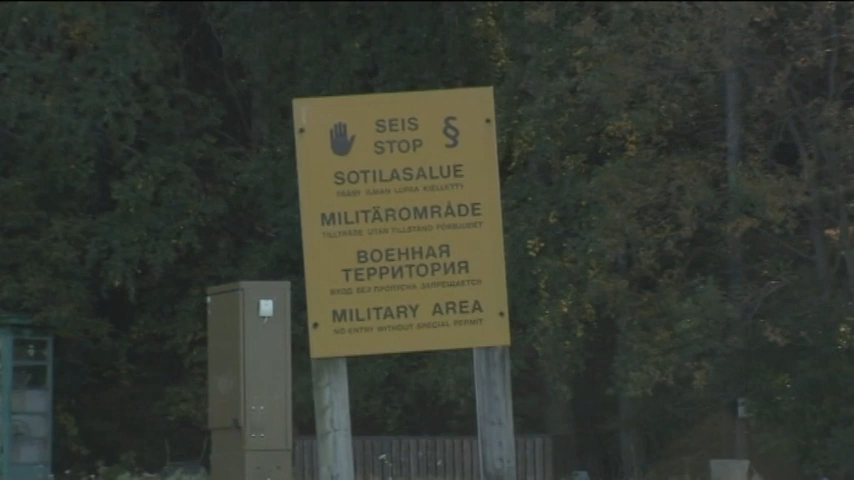 SEIS
STOP
§
SOTILASALUE
PÄÄSY ILMAN LUPAA KIELLETTY
MILITÄROMRÅDE
TILLTRÄDE UTAN TILLSTÅND FÖRBJUDET
ВОЕННАЯ
ТЕРРИТОРИЯ
ВХОД БЕЗ ПРОПУСКА ЗАПРЕЩАЕТСЯ
MILITARY AREA
NO ENTRY WITHOUT SPECIAL PERMIT